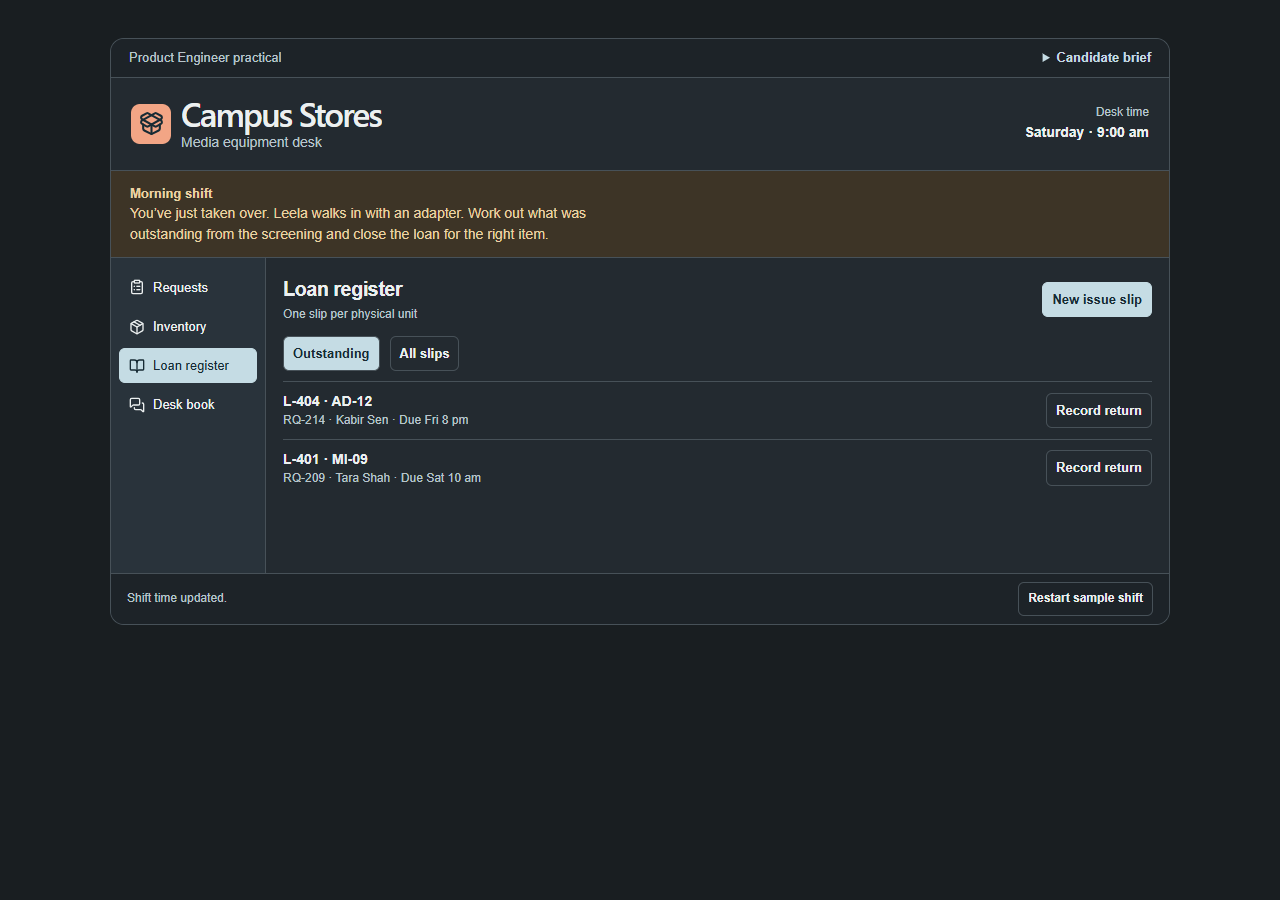 Product Engineer practical
▶ Candidate brief
Campus Stores
Media equipment desk
Desk time
Saturday · 9:00 am
Morning shift
You’ve just taken over. Leela walks in with an adapter. Work out what was
outstanding from the screening and close the loan for the right item.
Requests
Inventory
Loan register
Desk book
Loan register
One slip per physical unit
New issue slip
Outstanding
All slips
L-404 · AD-12
RQ-214 · Kabir Sen · Due Fri 8 pm
Record return
L-401 · MI-09
RQ-209 · Tara Shah · Due Sat 10 am
Record return
Shift time updated.
Restart sample shift